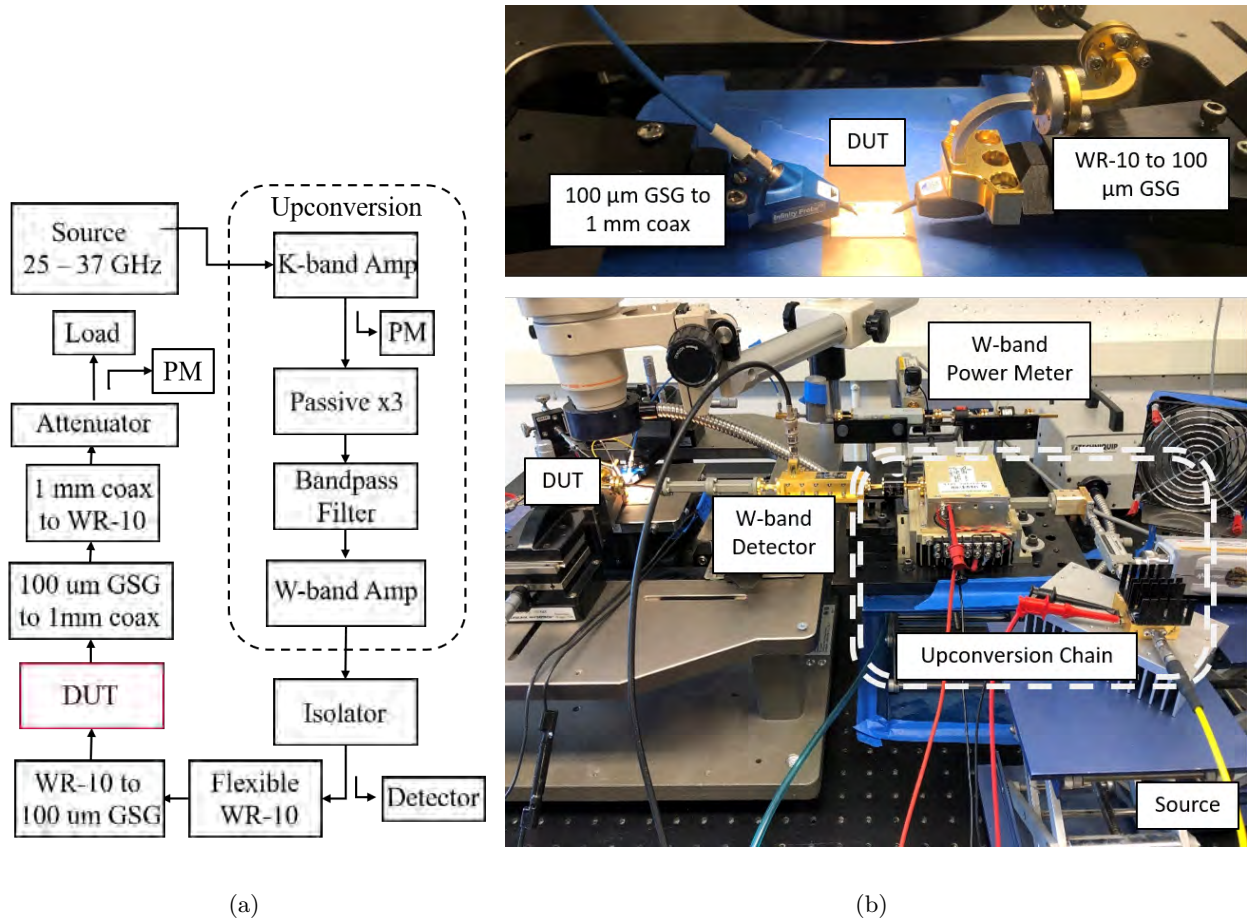 Upconversion
Source
25 – 37 GHz
K-band Amp
Load
PM
PM
Attenuator
Passive x3
1 mm coax
to WR-10
Bandpass
Filter
100 um GSG
to 1mm coax
W-band Amp
DUT
Isolator
WR-10 to
100 um GSG
Flexible
WR-10
Detector
(a)
DUT
100 µm GSG to
1 mm coax
WR-10 to 100
µm GSG
Infinity Probe
W-band
Power Meter
TECHNIQUIP
DUT
W-band
Detector
Upconversion Chain
Source
(b)